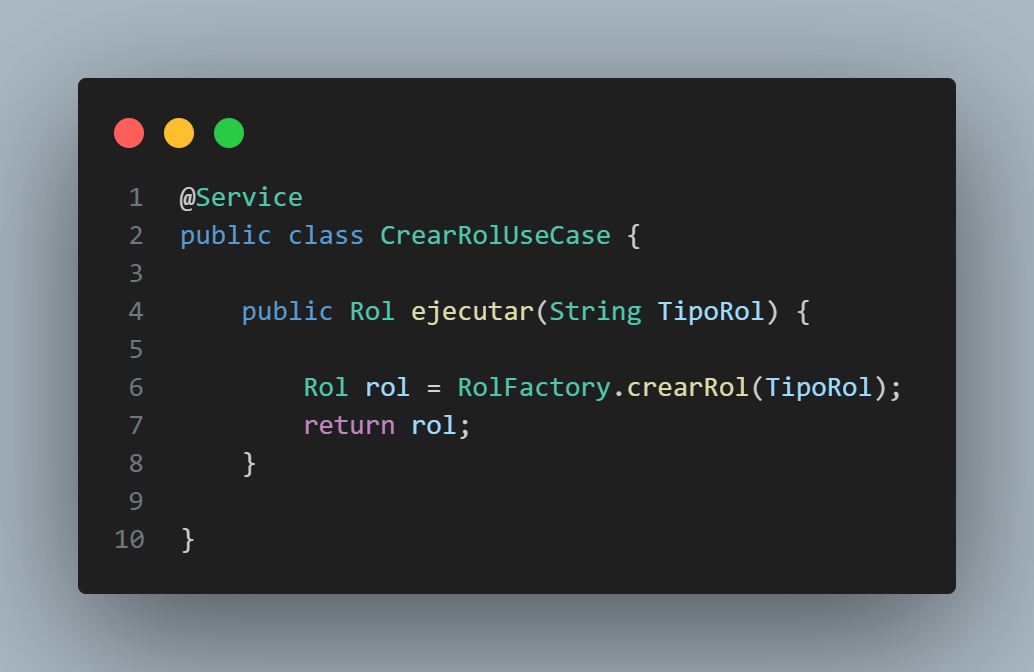 1 @Service
2 public class CrearRolUseCase {
3
4     public Rol ejecutar(String TipoRol) {
5
6         Rol rol = RolFactory.crearRol(TipoRol);
7         return rol;
8     }
9
10 }